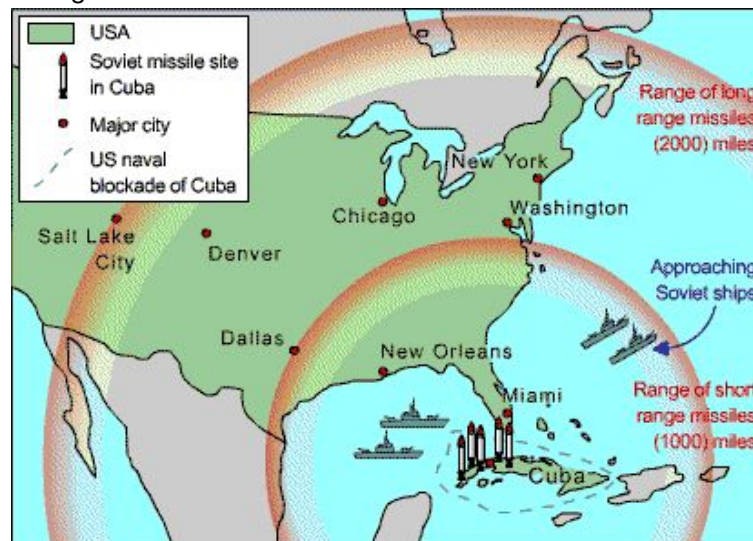 USA
Soviet missile site
in Cuba
Major city
US naval
blockade of Cuba
Range of long
range missiles
(2000) miles
New York
Washington
Chicago
Salt Lake
City
Denver
Approaching
Soviet ships
Dallas
New Orleans
Miami
Range of short
range missiles
(1000) miles
Cuba